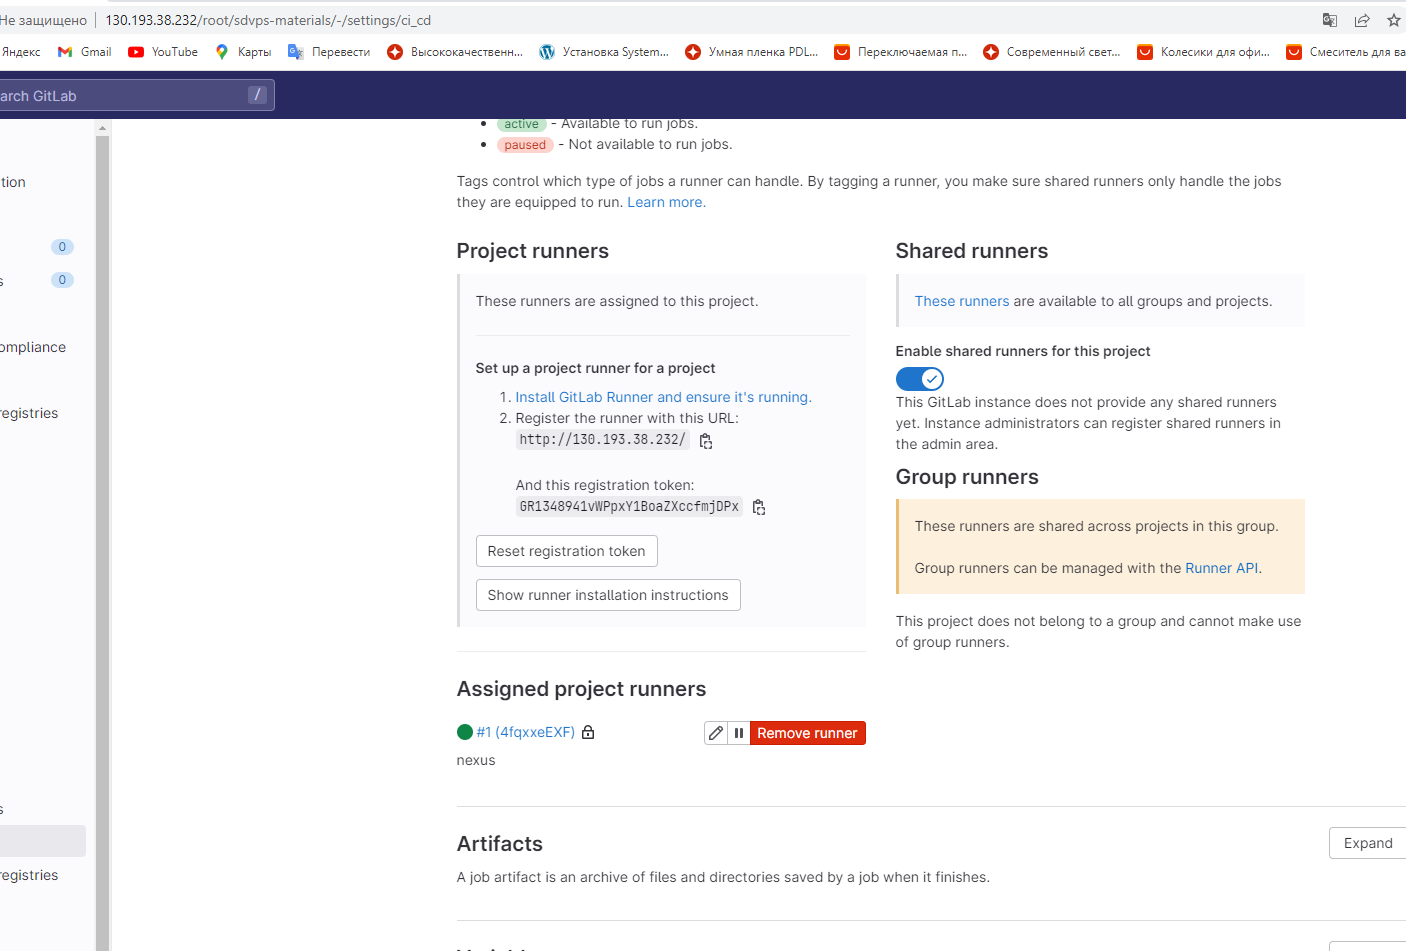 Не защищено 130.193.38.232/root/sdvps-materials/-/settings/ci_cd
Яндекс Gmail YouTube Карты Перевести Высококачественн... Установка System... Умная пленка PDL... Переключаемая п... Современный свет... Колесики для офи... Смеситель для ва
arch GitLab /
active - Available to run jobs.
paused - Not available to run jobs.
tion
Tags control which type of jobs a runner can handle. By tagging a runner, you make sure shared runners only handle the jobs
they are equipped to run. Learn more.
0
s 0
ompliance
egistries
Project runners
These runners are assigned to this project.
Set up a project runner for a project
1. Install GitLab Runner and ensure it's running.
2. Register the runner with this URL:
http://130.193.38.232/
And this registration token:
GR1348941vWPpxY1BoaZXccfmjDPx
Reset registration token
Show runner installation instructions
Shared runners
These runners are available to all groups and projects.
Enable shared runners for this project
This GitLab instance does not provide any shared runners
yet. Instance administrators can register shared runners in
the admin area.
Group runners
These runners are shared across projects in this group.
Group runners can be managed with the Runner API.
This project does not belong to a group and cannot make use
of group runners.
Assigned project runners
#1 (4fqxxeEXF) Remove runner
nexus
s
egistries
Artifacts Expand
A job artifact is an archive of files and directories saved by a job when it finishes.